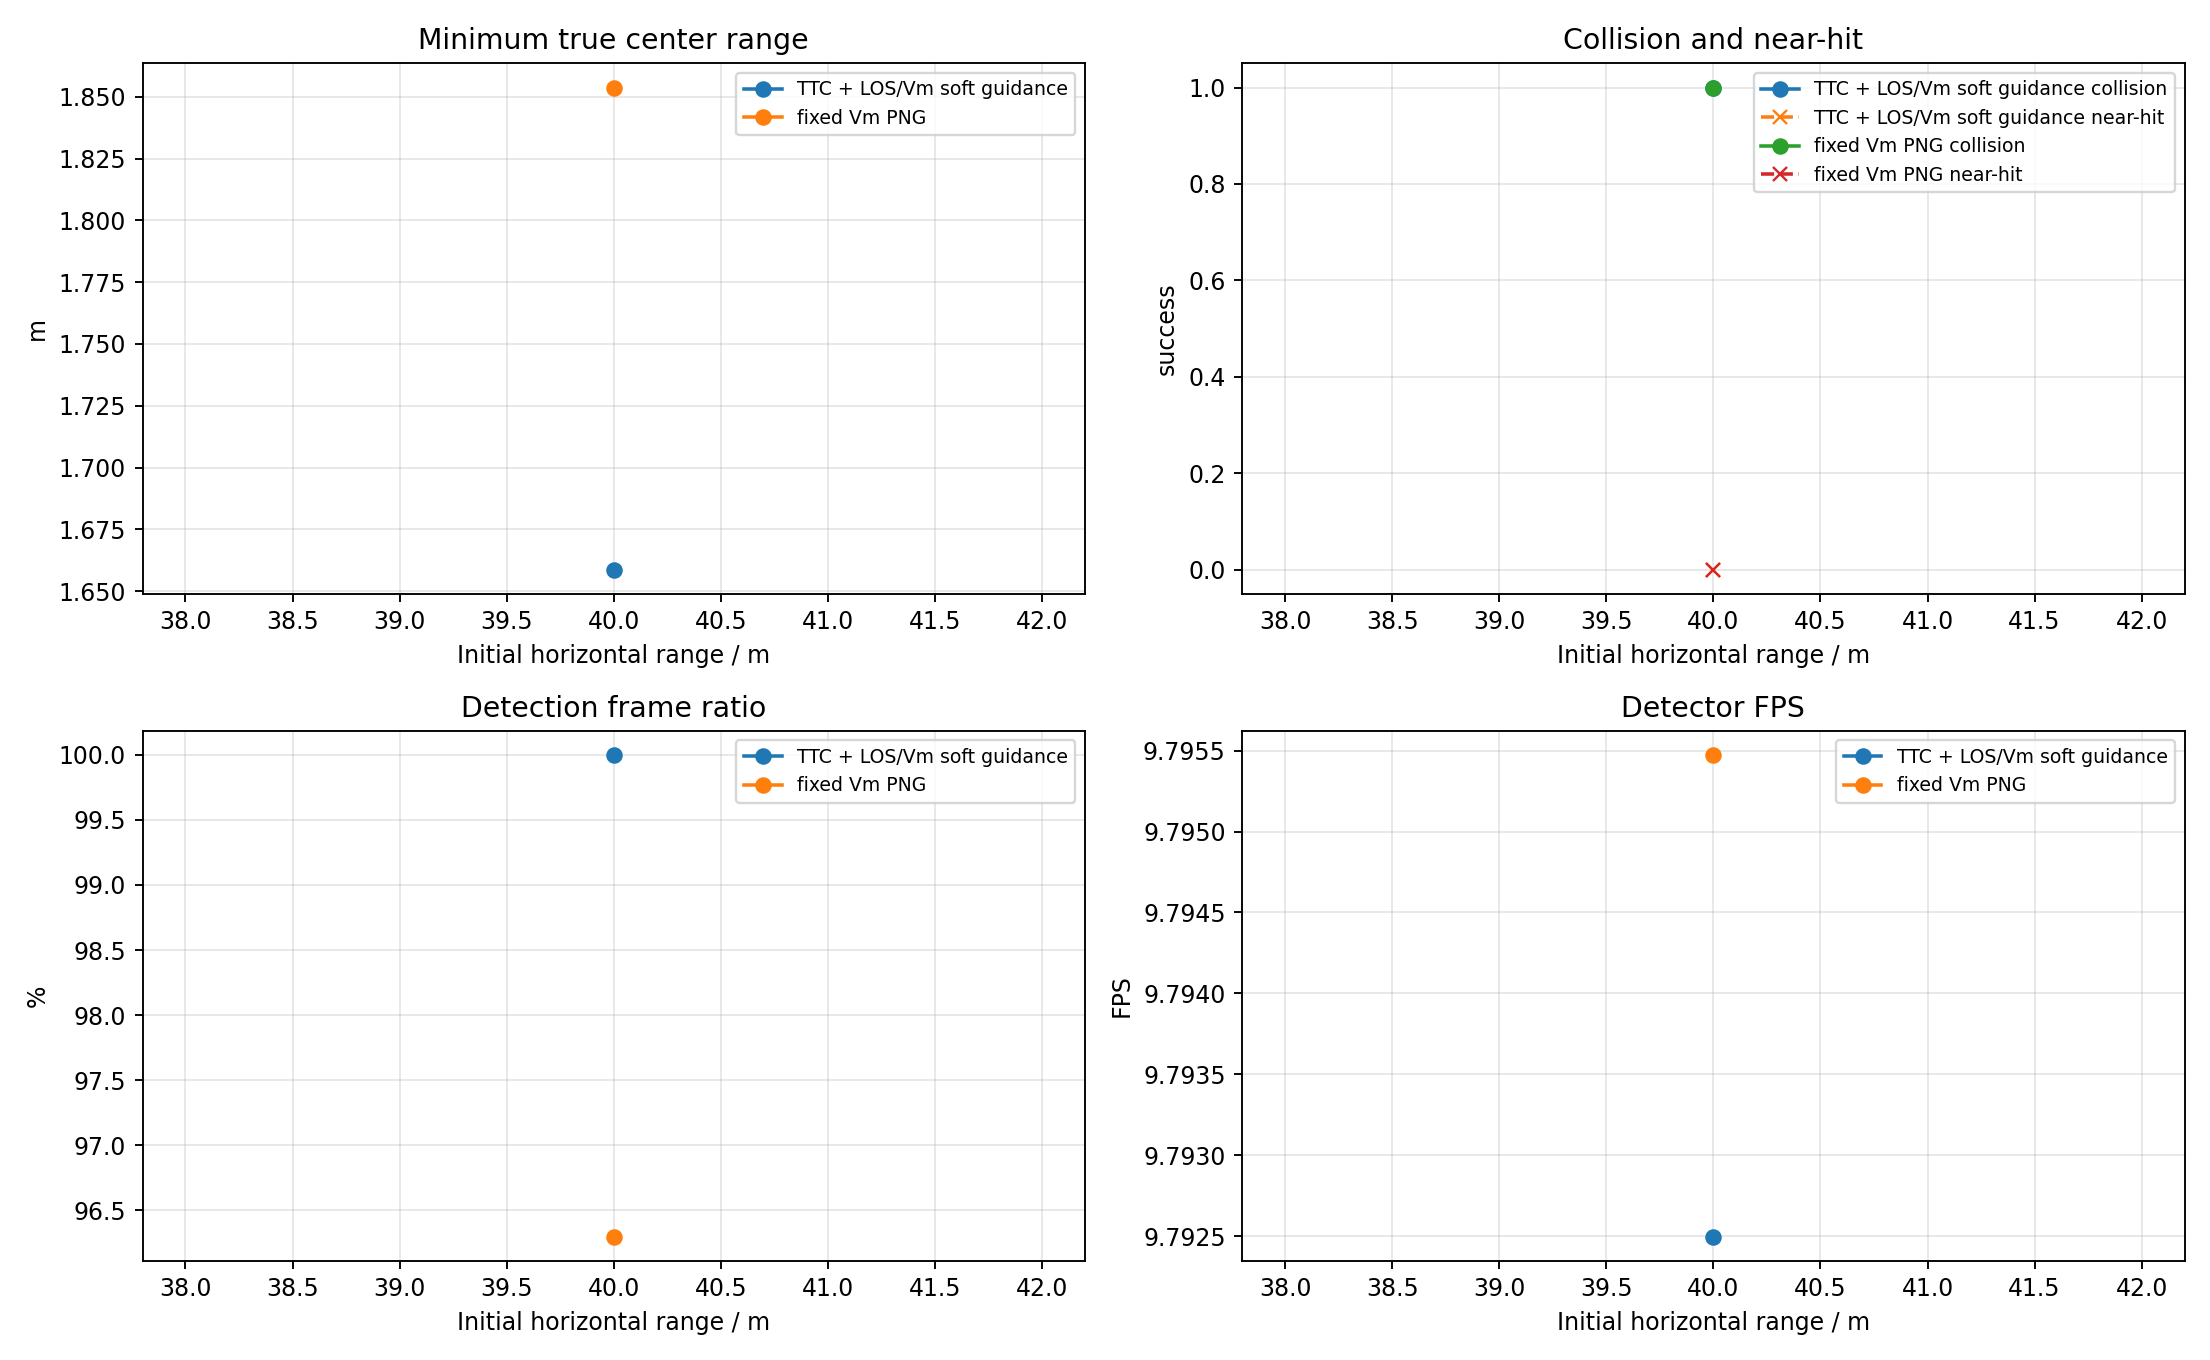 Minimum true center range
1.850
1.825
1.800
1.775
1.750
1.725
1.700
1.675
1.650
m
TTC + LOS/Vm soft guidance
fixed Vm PNG
38.0 38.5 39.0 39.5 40.0 40.5 41.0 41.5 42.0
Initial horizontal range / m
Collision and near-hit
1.0
0.8
0.6
0.4
0.2
0.0
success
TTC + LOS/Vm soft guidance collision
TTC + LOS/Vm soft guidance near-hit
fixed Vm PNG collision
fixed Vm PNG near-hit
38.0 38.5 39.0 39.5 40.0 40.5 41.0 41.5 42.0
Initial horizontal range / m
Detection frame ratio
100.0
99.5
99.0
98.5
98.0
97.5
97.0
96.5
%
TTC + LOS/Vm soft guidance
fixed Vm PNG
38.0 38.5 39.0 39.5 40.0 40.5 41.0 41.5 42.0
Initial horizontal range / m
Detector FPS
9.7955
9.7950
9.7945
9.7940
9.7935
9.7930
9.7925
FPS
TTC + LOS/Vm soft guidance
fixed Vm PNG
38.0 38.5 39.0 39.5 40.0 40.5 41.0 41.5 42.0
Initial horizontal range / m